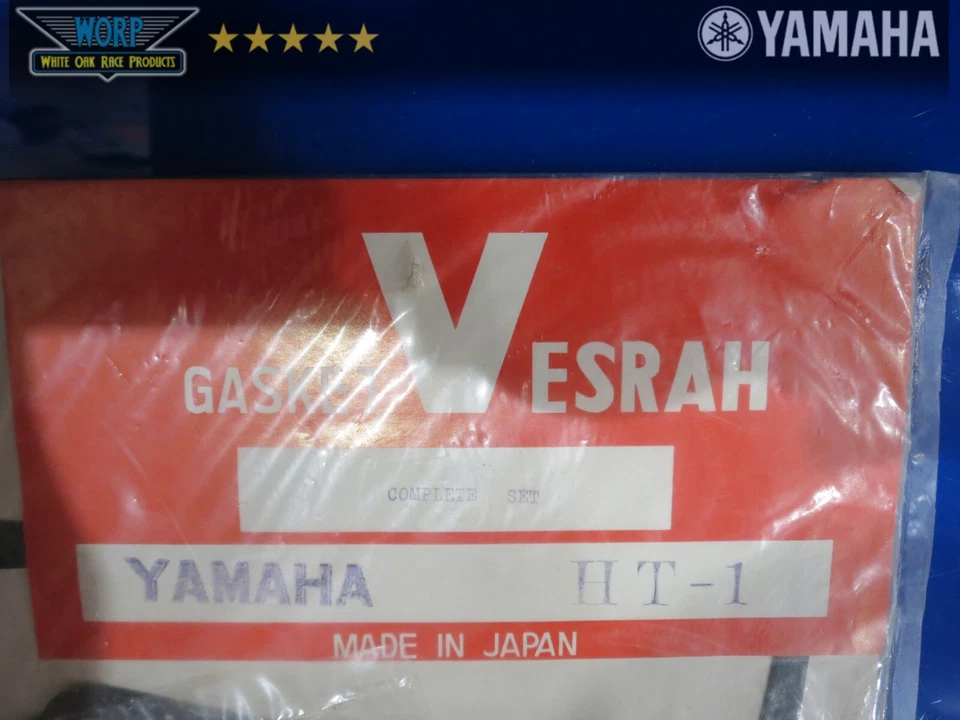 WORP
WHITE OAK RACE PRODUCTS
YAMAHA
GASKET VESRAH
COMPLETE SET
YAMAHA HT-1
MADE IN JAPAN